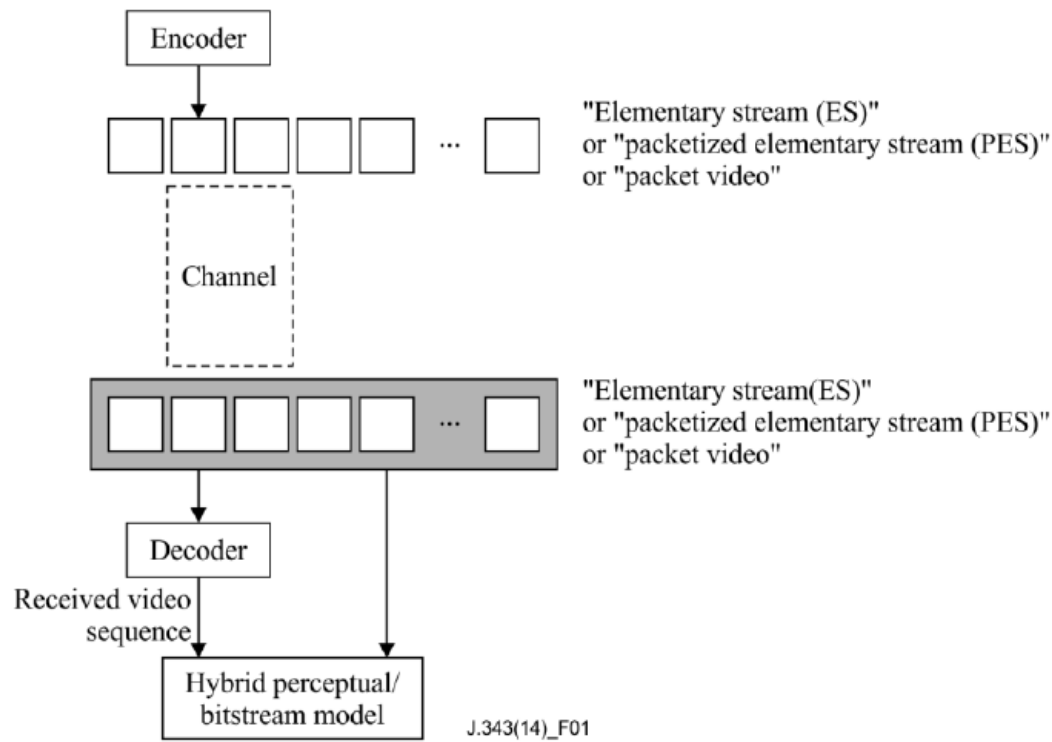 Encoder
"Elementary stream (ES)"
or "packetized elementary stream (PES)"
or "packet video"
...
Channel
"Elementary stream(ES)"
or "packetized elementary stream (PES)"
or "packet video"
...
Decoder
Received video
sequence
Hybrid perceptual/
bitstream model
J.343(14)_F01